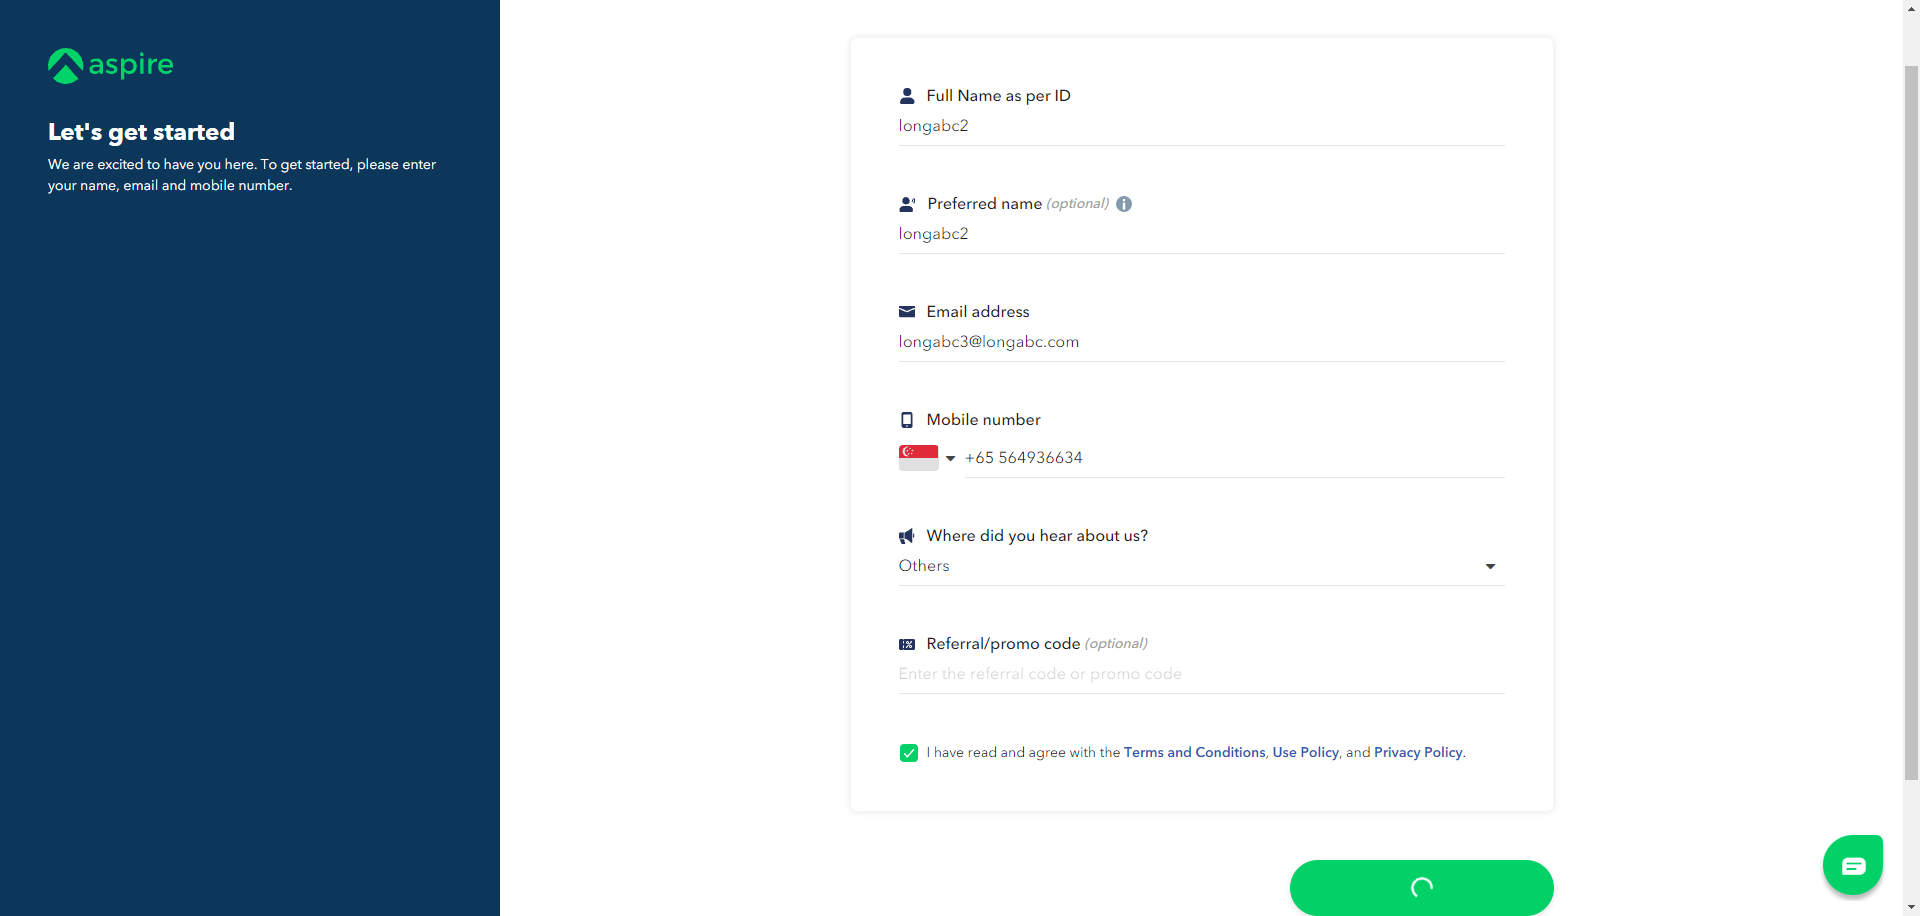 aspire
Let's get started
We are excited to have you here. To get started, please enter
your name, email and mobile number.
Full Name as per ID
longabc2
Preferred name (optional)
longabc2
Email address
longabc3@longabc.com
Mobile number
+65 564936634
Where did you hear about us?
Others
Referral/promo code (optional)
Enter the referral code or promo code
I have read and agree with the Terms and Conditions, Use Policy, and Privacy Policy.